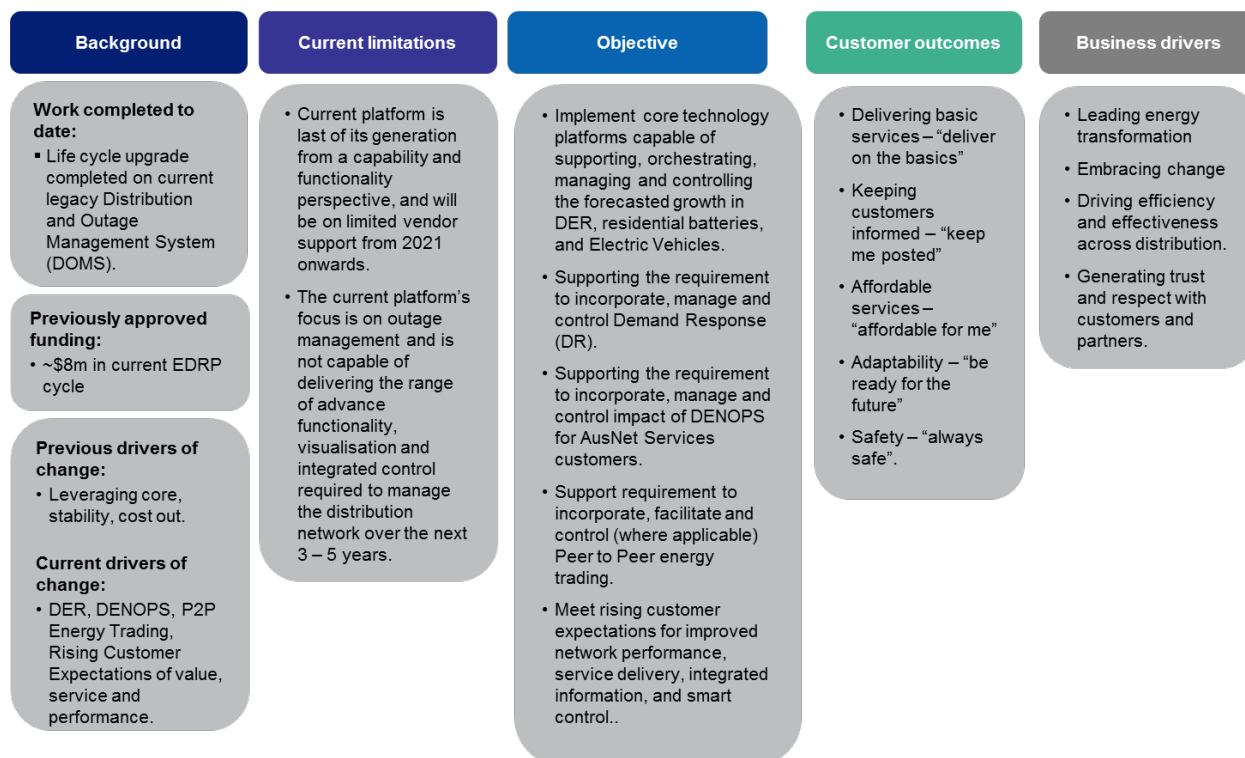 Background
Work completed to
date:
▪ Life cycle upgrade
completed on current
legacy Distribution
and Outage
Management System
(DOMS).
Previously approved
funding:
• ~$8m in current EDRP
cycle
Previous drivers of
change:
• Leveraging core,
stability, cost out.
Current drivers of
change:
• DER, DENOPS, P2P
Energy Trading,
Rising Customer
Expectations of value,
service and
performance.
Current limitations
• Current platform is
last of its generation
from a capability and
functionality
perspective, and will
be on limited vendor
support from 2021
onwards.
• The current platform’s
focus is on outage
management and is
not capable of
delivering the range
of advance
functionality,
visualisation and
integrated control
required to manage
the distribution
network over the next
3 – 5 years.
Objective
• Implement core technology
platforms capable of
supporting, orchestrating,
managing and controlling
the forecasted growth in
DER, residential batteries,
and Electric Vehicles.
• Supporting the requirement
to incorporate, manage and
control Demand Response
(DR).
• Supporting the requirement
to incorporate, manage and
control impact of DENOPS
for AusNet Services
customers.
• Support requirement to
incorporate, facilitate and
control (where applicable)
Peer to Peer energy
trading.
• Meet rising customer
expectations for improved
network performance,
service delivery, integrated
information, and smart
control..
Customer outcomes
• Delivering basic
services – “deliver
on the basics”
• Keeping
customers
informed – “keep
me posted”
• Affordable
services –
“affordable for me”
• Adaptability – “be
ready for the
future”
• Safety – “always
safe”.
Business drivers
• Leading energy
transformation
• Embracing change
• Driving efficiency
and effectiveness
across distribution.
• Generating trust
and respect with
customers and
partners.